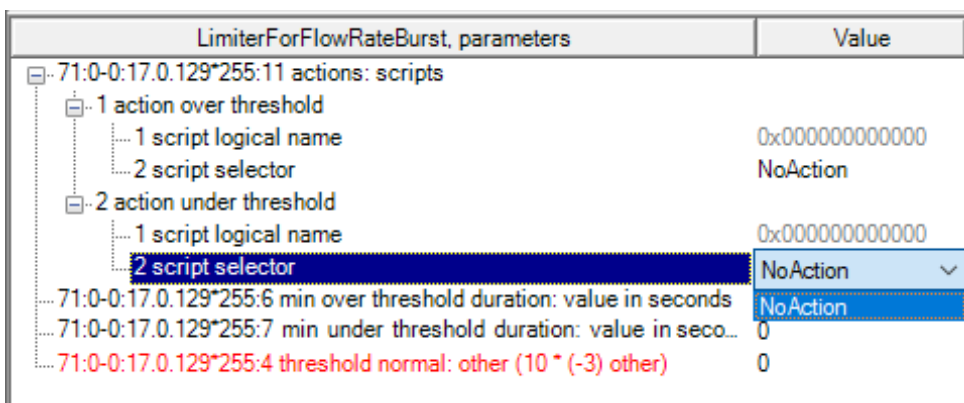 LimiterForFlowRateBurst, parameters Value
71:0-0:17.0.129*255:11 actions: scripts
1 action over threshold
1 script logical name 0x000000000000
2 script selector NoAction
2 action under threshold
1 script logical name 0x000000000000
2 script selector NoAction
71:0-0:17.0.129*255:6 min over threshold duration: value in seconds NoAction
71:0-0:17.0.129*255:7 min under threshold duration: value in seco... 0
71:0-0:17.0.129*255:4 threshold normal: other (10 * (-3) other) 0